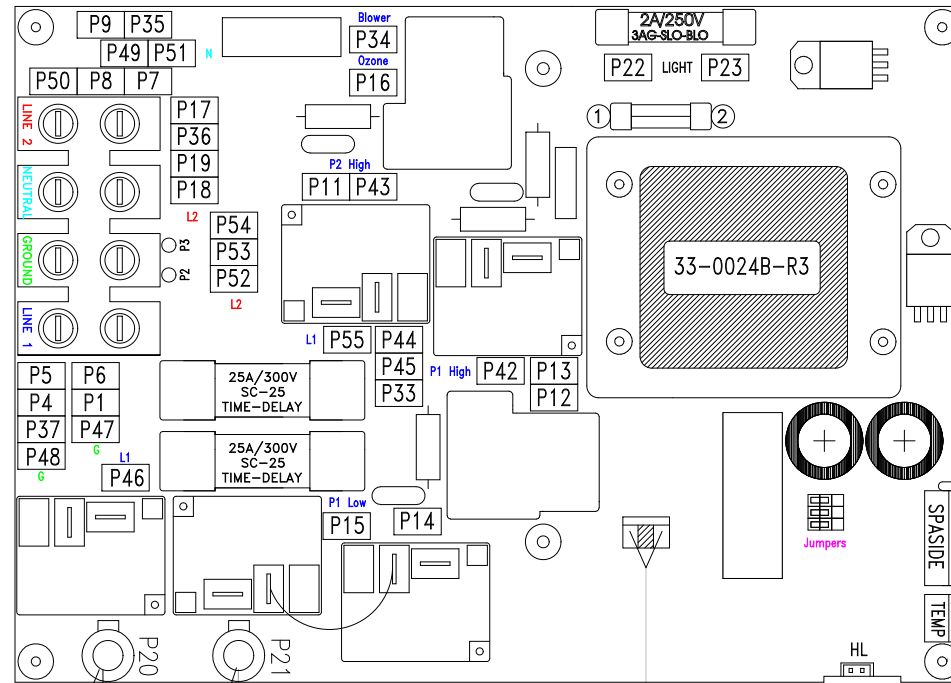 P9 P35
Blower
2A/250V
3AG-SLO-BLO
P49 P51
N
P34
Ozone
P50 P8 P7
P16
P22 LIGHT P23
LINE 2
P17
1 2
P36
P19
P2 High
NEUTRAL
P18
P11 P43
L2
P54
GROUND
P3
P53
P2
P52
33-0024B-R3
L2
LINE 1
L1 P55 P44
P5 P6
25A/300V
SC-25
TIME-DELAY
P45
P1 High P42 P13
P4 P1
P33
P12
P37 P47
G
P48
G
25A/300V
SC-25
TIME-DELAY
L1
P46
P1 Low
P15 P14
Jumpers
SPASIDE
TEMP
P20
P21
HL